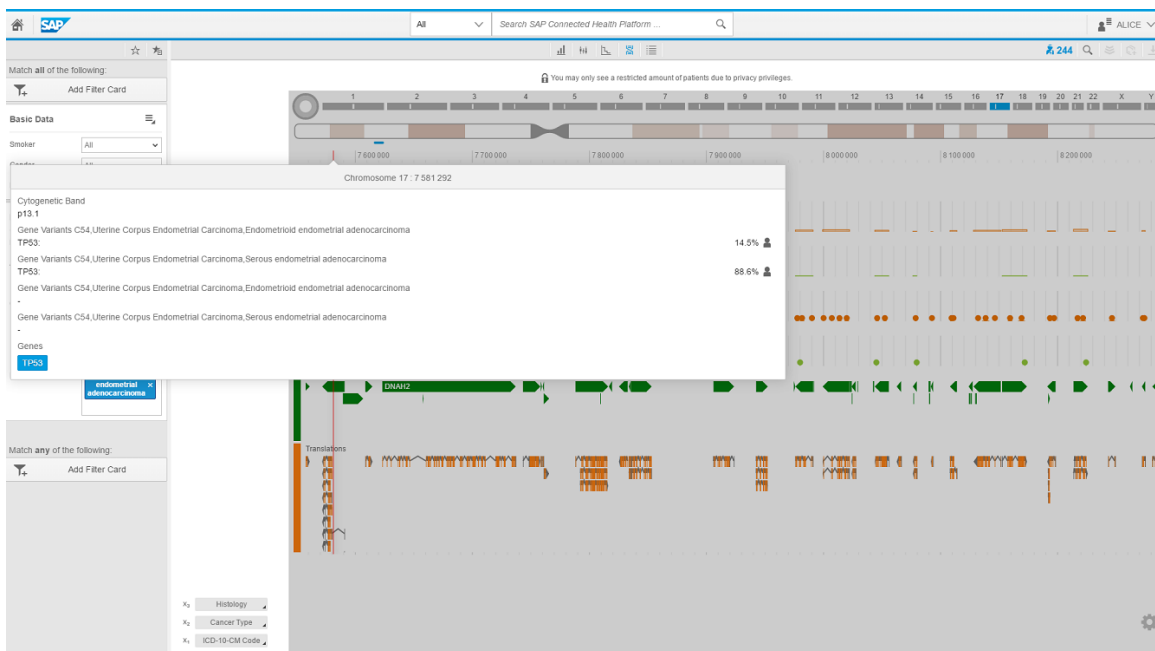 SAP
All
Search SAP Connected Health Platform ...
ALICE
244
Match all of the following:
Add Filter Card
You may only see a restricted amount of patients due to privacy privileges.
1 2 3 4 5 6 7 8 9 10 11 12 13 14 15 16 17 18 19 20 21 22 X Y
Basic Data
Smoker All
7 600 000 7 700 000 7 800 000 7 900 000 8 000 000 8 100 000 8 200 000
Chromosome 17 : 7 581 292
Cytogenetic Band
p13.1
Gene Variants C54,Uterine Corpus Endometrial Carcinoma,Endometrioid endometrial adenocarcinoma
TP53: 14.5%
Gene Variants C54,Uterine Corpus Endometrial Carcinoma,Serous endometrial adenocarcinoma
TP53: 88.6%
Gene Variants C54,Uterine Corpus Endometrial Carcinoma,Endometrioid endometrial adenocarcinoma
-
Gene Variants C54,Uterine Corpus Endometrial Carcinoma,Serous endometrial adenocarcinoma
-
Genes
TP53
endometrial ×
adenocarcinoma
DNAH2
Match any of the following:
Add Filter Card
Translations
X₃ Histology
X₂ Cancer Type
X₁ ICD-10-CM Code